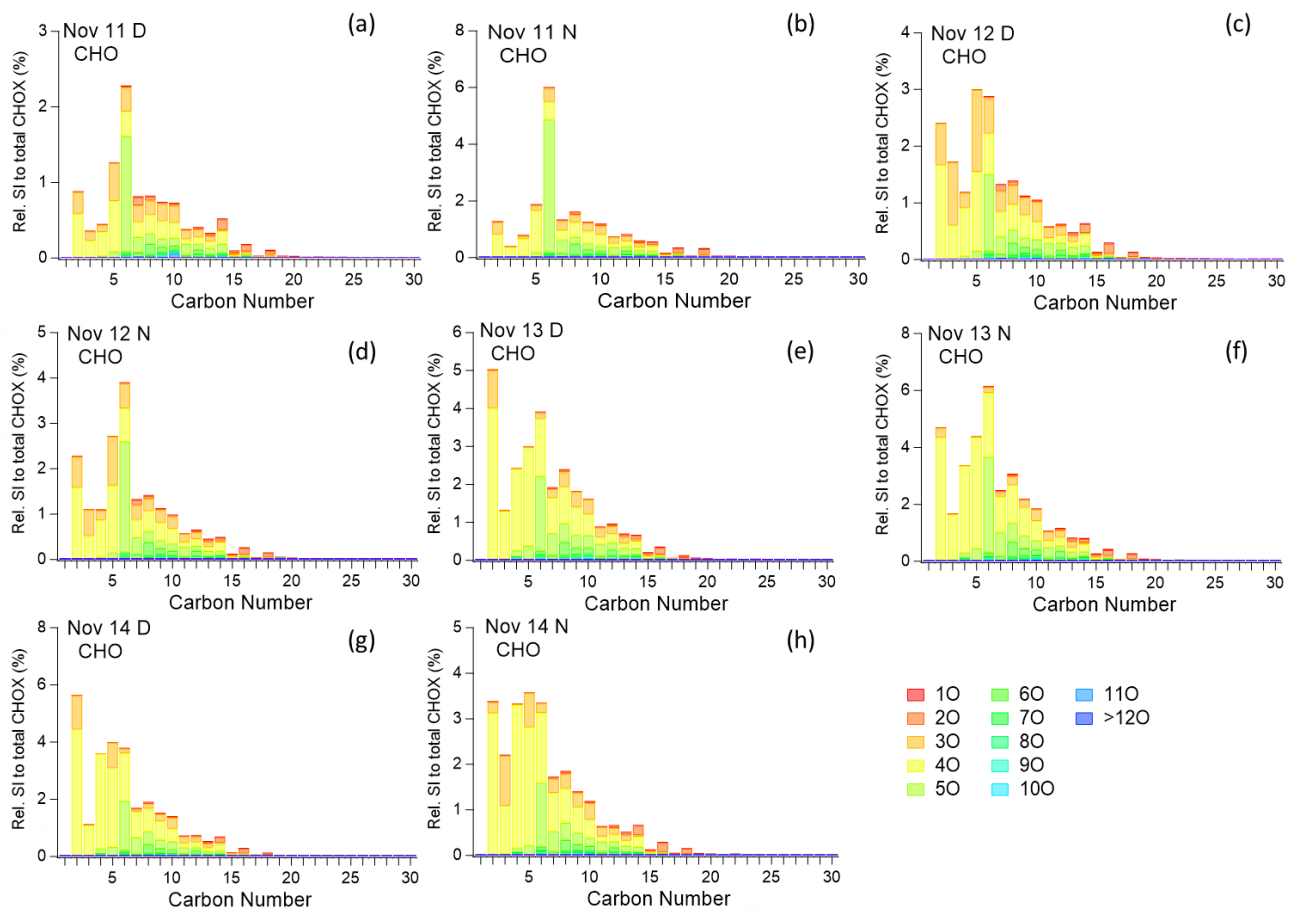 Nov 11 D
CHO
(a)
Rel. SI to total CHOX (%)
3
2
1
0
5 10 15 20 25 30
Carbon Number
Nov 11 N
CHO
(b)
Rel. SI to total CHOX (%)
8
6
4
2
0
5 10 15 20 25 30
Carbon Number
Nov 12 D
CHO
(c)
Rel. SI to total CHOX (%)
4
3
2
1
0
5 10 15 20 25 30
Carbon Number
Nov 12 N
CHO
(d)
Rel. SI to total CHOX (%)
5
4
3
2
1
0
5 10 15 20 25 30
Carbon Number
Nov 13 D
CHO
(e)
Rel. SI to total CHOX (%)
6
5
4
3
2
1
0
5 10 15 20 25 30
Carbon Number
Nov 13 N
CHO
(f)
Rel. SI to total CHOX (%)
8
6
4
2
0
5 10 15 20 25 30
Carbon Number
Nov 14 D
CHO
(g)
Rel. SI to total CHOX (%)
8
6
4
2
0
5 10 15 20 25 30
Carbon Number
Nov 14 N
CHO
(h)
Rel. SI to total CHOX (%)
5
4
3
2
1
0
5 10 15 20 25 30
Carbon Number
1O 6O 11O
2O 7O >12O
3O 8O
4O 9O
5O 10O